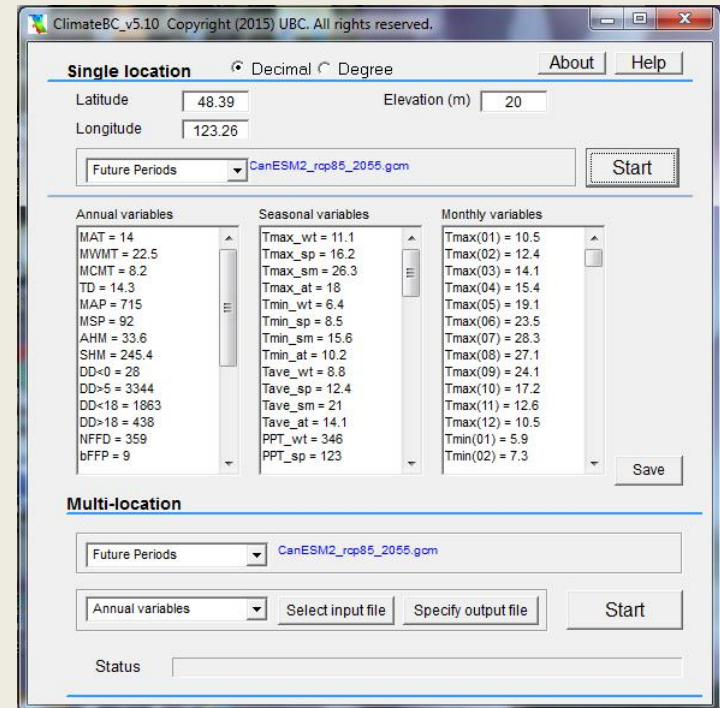 ClimateBC_v5.10 Copyright (2015) UBC. All rights reserved.
Single location Decimal Degree About Help
Latitude 48.39 Elevation (m) 20
Longitude 123.26
Future Periods CanESM2_rcp85_2055.gcm Start
Annual variables Seasonal variables Monthly variables
MAT = 14 Tmax_wt = 11.1 Tmax(01) = 10.5
MWMT = 22.5 Tmax_sp = 16.2 Tmax(02) = 12.4
MCMT = 8.2 Tmax_sm = 26.3 Tmax(03) = 14.1
TD = 14.3 Tmax_at = 18 Tmax(04) = 15.4
MAP = 715 Tmin_wt = 6.4 Tmax(05) = 19.1
MSP = 92 Tmin_sp = 8.5 Tmax(06) = 23.5
AHM = 33.6 Tmin_sm = 15.6 Tmax(07) = 28.3
SHM = 245.4 Tmin_at = 10.2 Tmax(08) = 27.1
DD<0 = 28 Tave_wt = 8.8 Tmax(09) = 24.1
DD>5 = 3344 Tave_sp = 12.4 Tmax(10) = 17.2
DD<18 = 1863 Tave_sm = 21 Tmax(11) = 12.6
DD>18 = 438 Tave_at = 14.1 Tmax(12) = 10.5
NFFD = 359 PPT_wt = 346 Tmin(01) = 5.9
bFFP = 9 PPT_sp = 123 Tmin(02) = 7.3
Save
Multi-location
Future Periods CanESM2_rcp85_2055.gcm
Annual variables Select input file Specify output file Start
Status